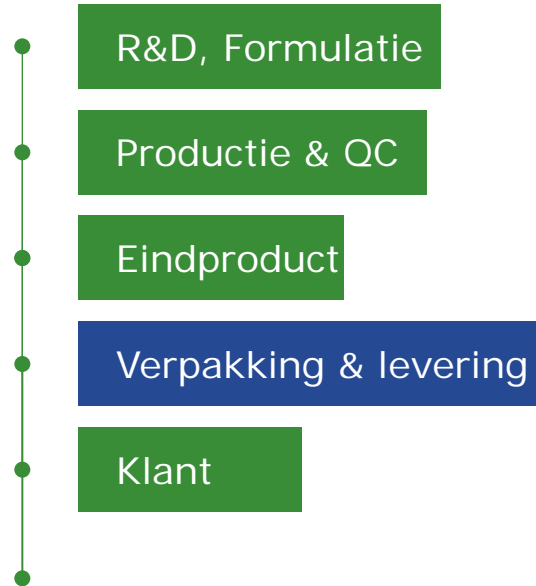 R&D, Formulatie
Productie & QC
Eindproduct
Verpakking & levering
Klant